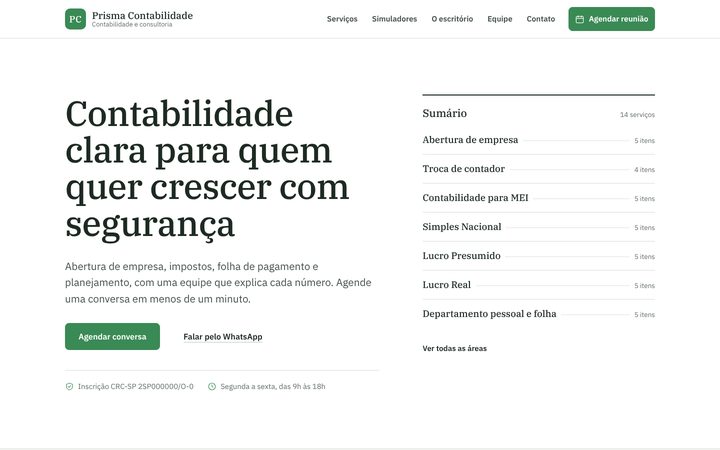 PC
Prisma Contabilidade
Contabilidade e consultoria
Serviços
Simuladores
O escritório
Equipe
Contato
Agendar reunião
Contabilidade
clara para quem
quer crescer com
segurança
Abertura de empresa, impostos, folha de pagamento e
planejamento, com uma equipe que explica cada número. Agende
uma conversa em menos de um minuto.
Agendar conversa
Falar pelo WhatsApp
Inscrição CRC-SP 2SP000000/O-0
Segunda a sexta, das 9h às 18h
Sumário
14 serviços
Abertura de empresa
5 itens
Troca de contador
4 itens
Contabilidade para MEI
5 itens
Simples Nacional
5 itens
Lucro Presumido
5 itens
Lucro Real
5 itens
Departamento pessoal e folha
5 itens
Ver todas as áreas